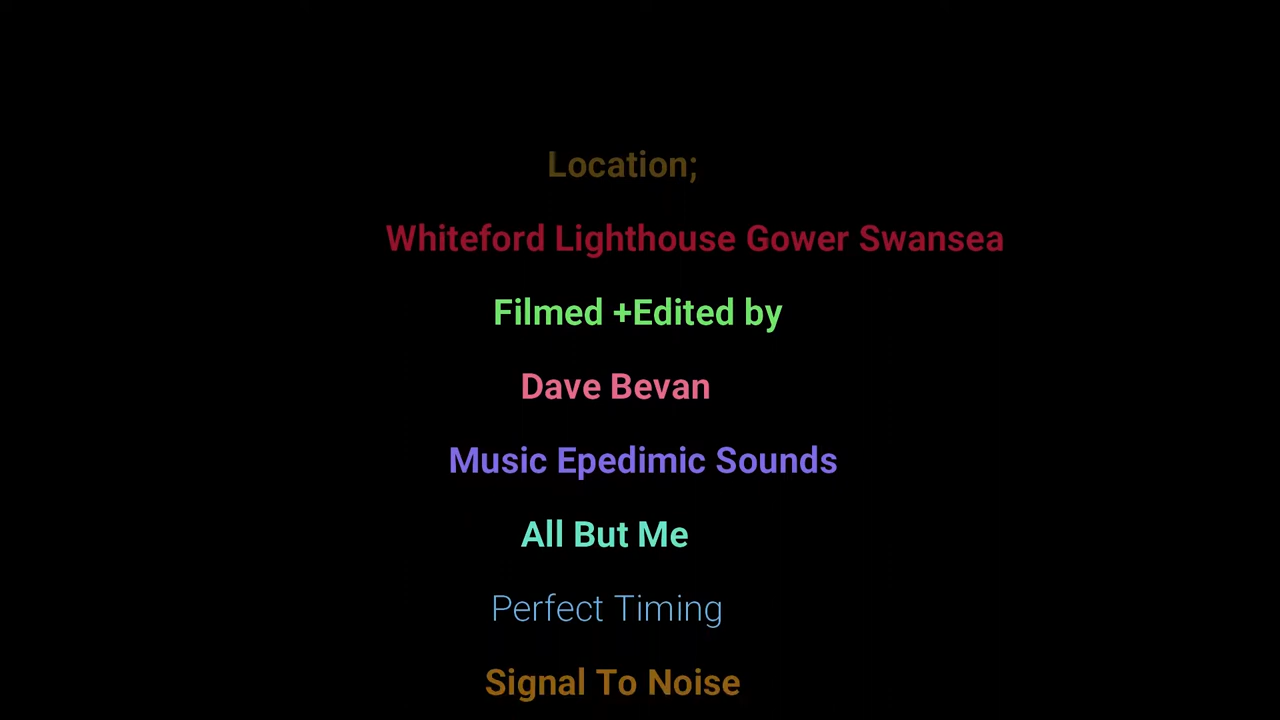 Location;
Whiteford Lighthouse Gower Swansea
Filmed +Edited by
Dave Bevan
Music Epedimic Sounds
All But Me
Perfect Timing
Signal To Noise